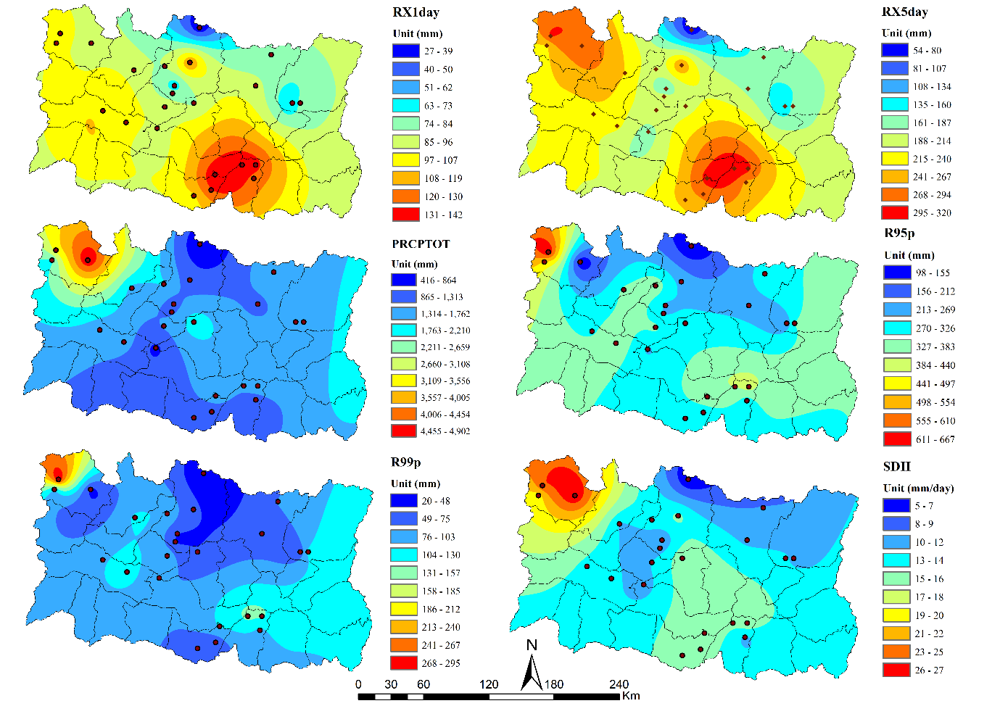 RX1day
Unit (mm)
27 - 39
40 - 50
51 - 62
63 - 73
74 - 84
85 - 96
97 - 107
108 - 119
120 - 130
131 - 142
RX5day
Unit (mm)
54 - 80
81 - 107
108 - 134
135 - 160
161 - 187
188 - 214
215 - 240
241 - 267
268 - 294
295 - 320
PRCPTOT
Unit (mm)
416 - 864
865 - 1,313
1,314 - 1,762
1,763 - 2,210
2,211 - 2,659
2,660 - 3,108
3,109 - 3,556
3,557 - 4,005
4,006 - 4,454
4,455 - 4,902
R95p
Unit (mm)
98 - 155
156 - 212
213 - 269
270 - 326
327 - 383
384 - 440
441 - 497
498 - 554
555 - 610
611 - 667
R99p
Unit (mm)
20 - 48
49 - 75
76 - 103
104 - 130
131 - 157
158 - 185
186 - 212
213 - 240
241 - 267
268 - 295
SDII
Unit (mm/day)
5 - 7
8 - 9
10 - 12
13 - 14
15 - 16
17 - 18
19 - 20
21 - 22
23 - 25
26 - 27
N
0 30 60 120 180 240
Km